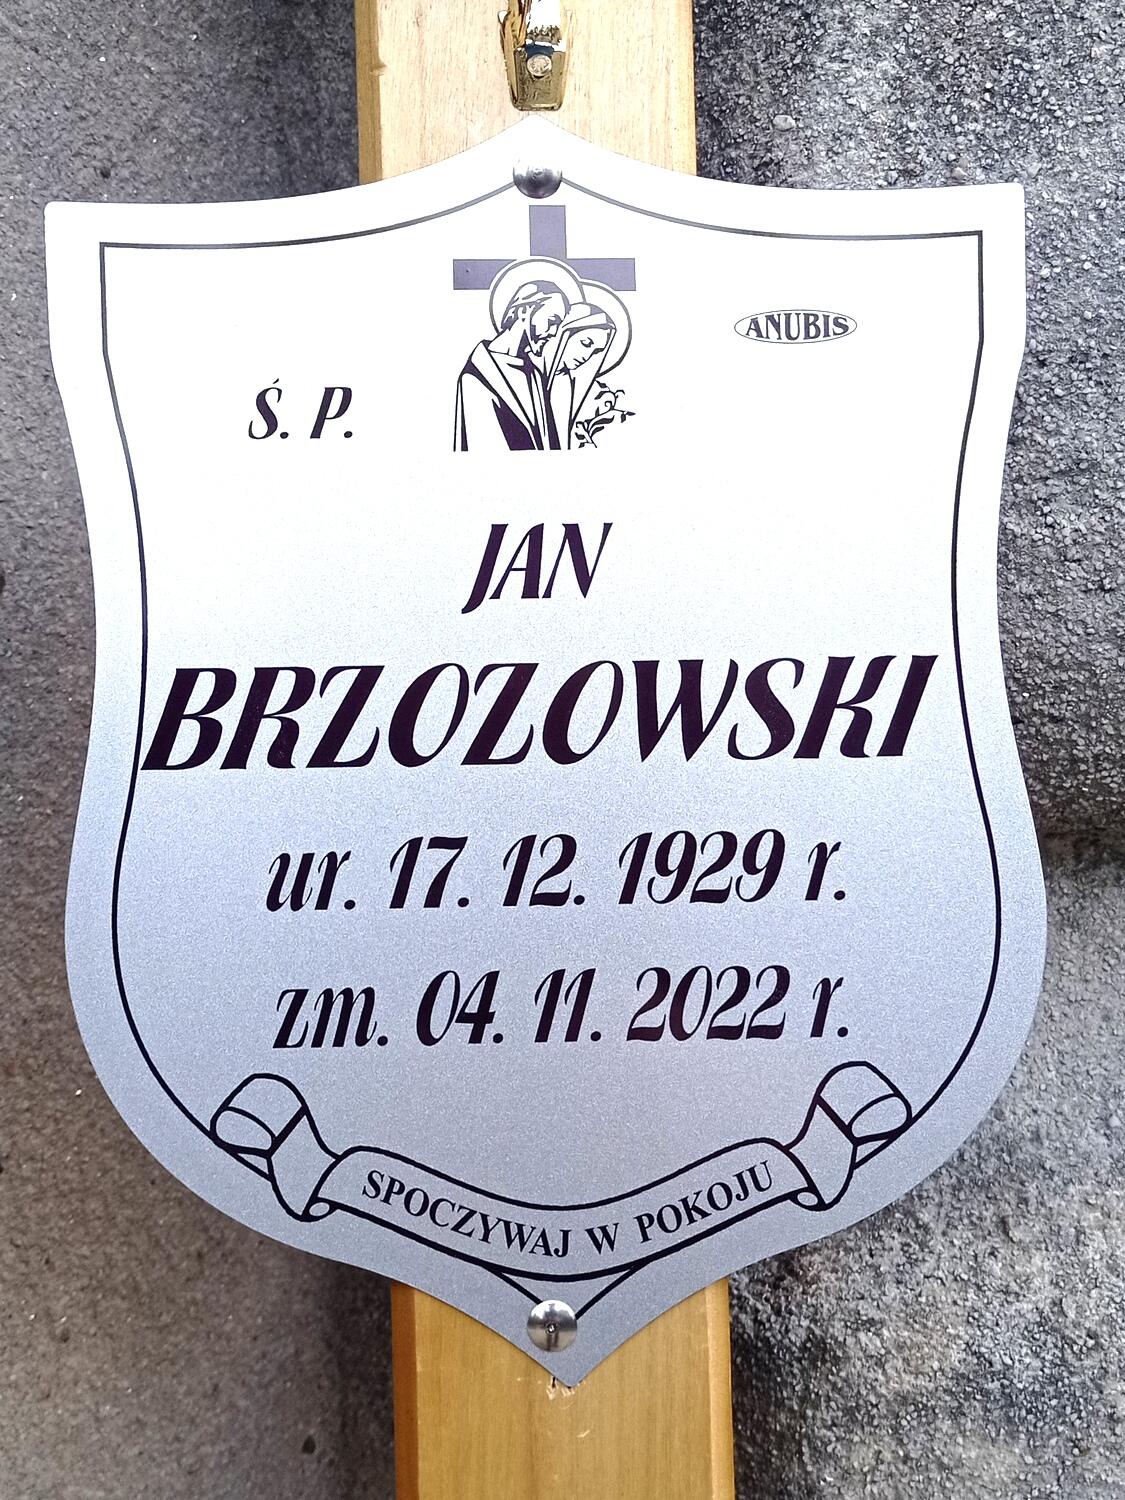 ANUBIS
Ś. P.
JAN
BRZOZOWSKI
ur. 17. 12. 1929 r.
zm. 04. 11. 2022 r.
SPOCZYWAJ W POKOJU